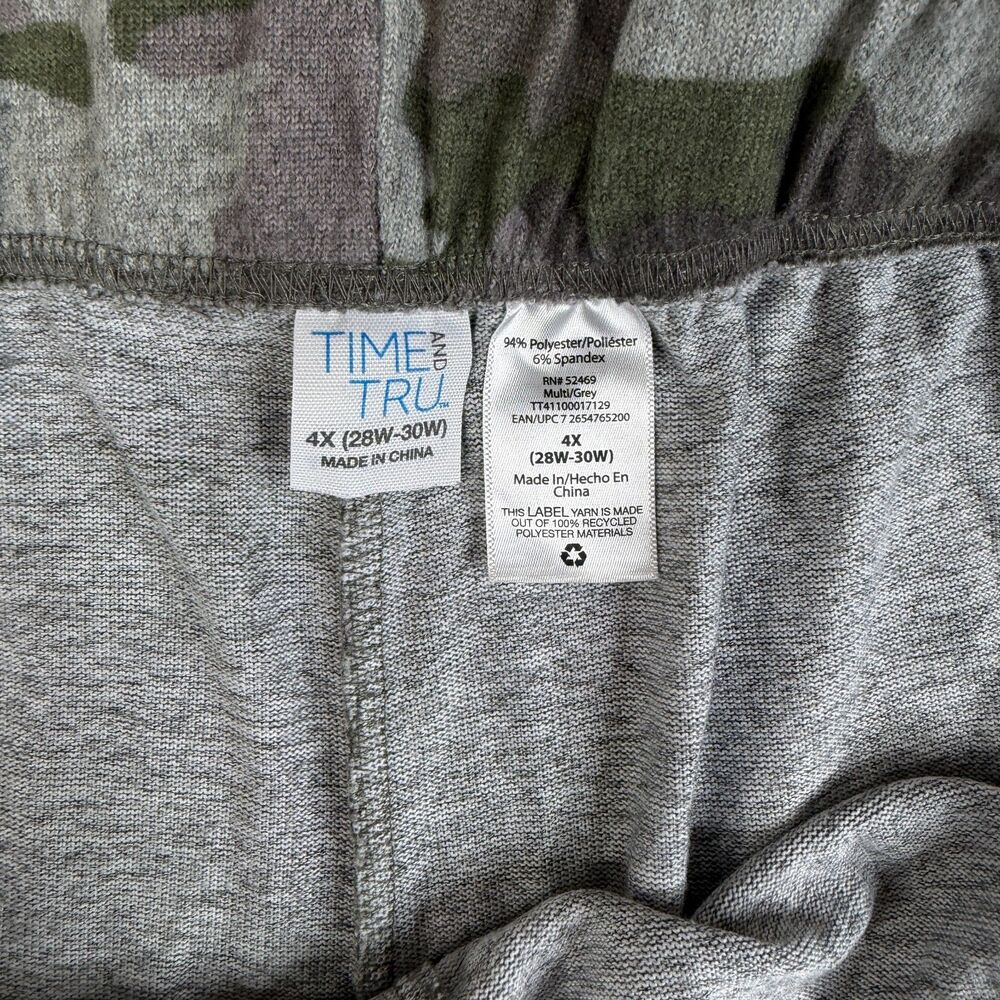 TIME AND
TRU™
4X (28W-30W)
MADE IN CHINA
94% Polyester/Poliéster
6% Spandex
RN# 52469
Multi/Grey
TT41100017129
EAN/UPC 7 2654765200
4X
(28W-30W)
Made In/Hecho En
China
THIS LABEL YARN IS MADE
OUT OF 100% RECYCLED
POLYESTER MATERIALS